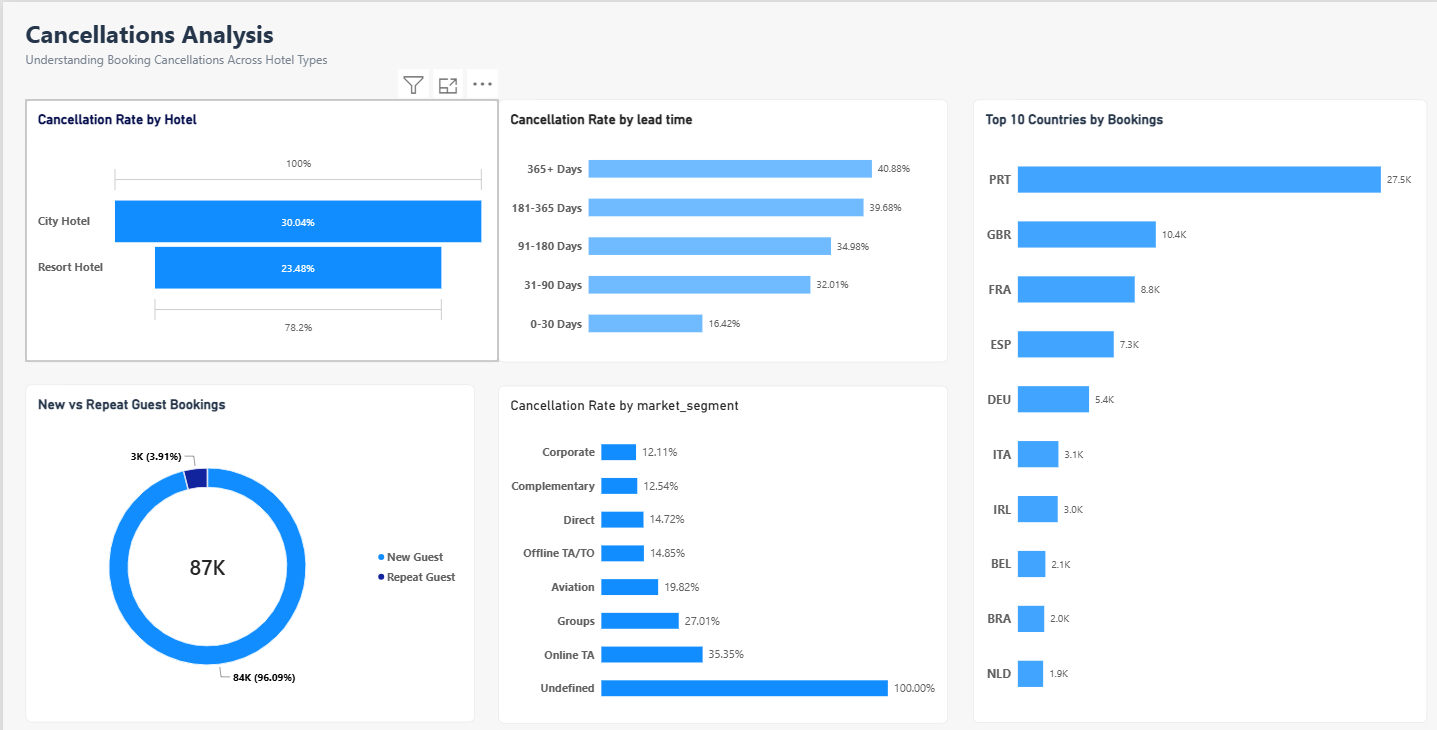 Cancellations Analysis
Understanding Booking Cancellations Across Hotel Types
Cancellation Rate by Hotel
100%
City Hotel 30.04%
Resort Hotel 23.48%
78.2%
Cancellation Rate by lead time
365+ Days 40.88%
181-365 Days 39.68%
91-180 Days 34.98%
31-90 Days 32.01%
0-30 Days 16.42%
Top 10 Countries by Bookings
PRT 27.5K
GBR 10.4K
FRA 8.8K
ESP 7.3K
DEU 5.4K
ITA 3.1K
IRL 3.0K
BEL 2.1K
BRA 2.0K
NLD 1.9K
New vs Repeat Guest Bookings
3K (3.91%)
87K
New Guest
Repeat Guest
84K (96.09%)
Cancellation Rate by market_segment
Corporate 12.11%
Complementary 12.54%
Direct 14.72%
Offline TA/TO 14.85%
Aviation 19.82%
Groups 27.01%
Online TA 35.35%
Undefined 100.00%